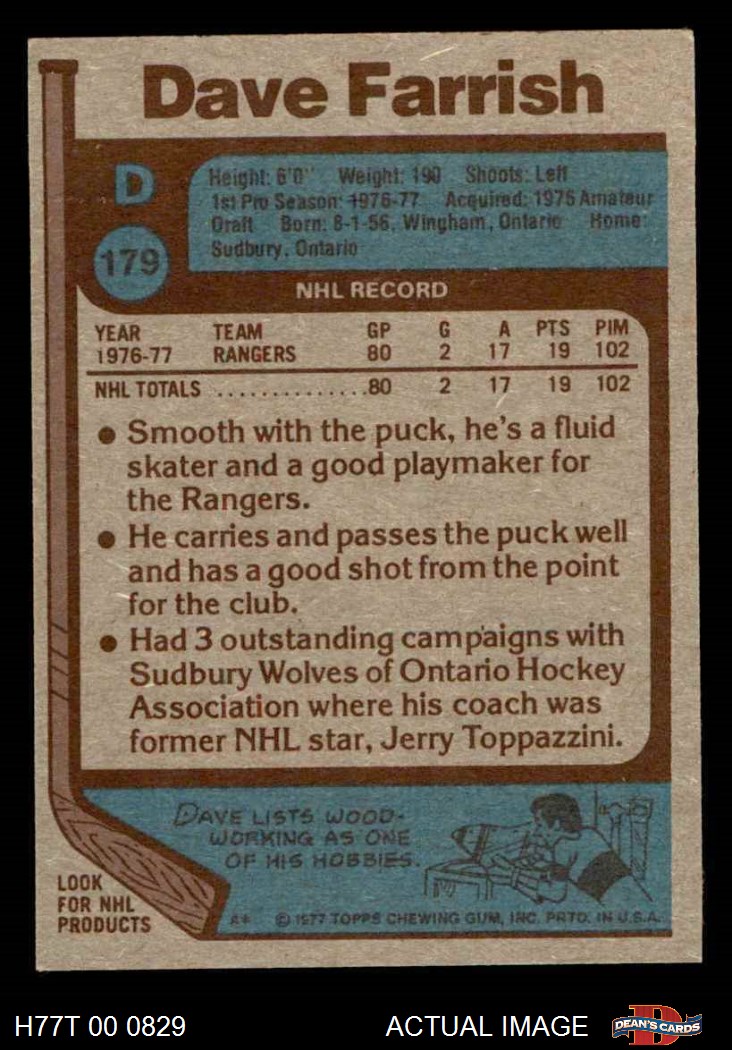 Dave Farrish
D
179
Height: 6'0" Weight: 190 Shoots: Left
1st Pro Season: 1976-77 Acquired: 1975 Amateur
Draft Born: 8-1-56, Wingham, Ontario Home:
Sudbury, Ontario
NHL RECORD
YEAR TEAM GP G A PTS PIM
1976-77 RANGERS 80 2 17 19 102
NHL TOTALS ...............80 2 17 19 102
● Smooth with the puck, he's a fluid
skater and a good playmaker for
the Rangers.
● He carries and passes the puck well
and has a good shot from the point
for the club.
● Had 3 outstanding campaigns with
Sudbury Wolves of Ontario Hockey
Association where his coach was
former NHL star, Jerry Toppazzini.
DAVE LISTS WOOD-
WORKING AS ONE
OF HIS HOBBIES.
LOOK
FOR NHL
PRODUCTS
A* © 1977 TOPPS CHEWING GUM, INC. PRTD. IN U.S.A.
H77T 00 0829 ACTUAL IMAGE D DEAN'S CARDS